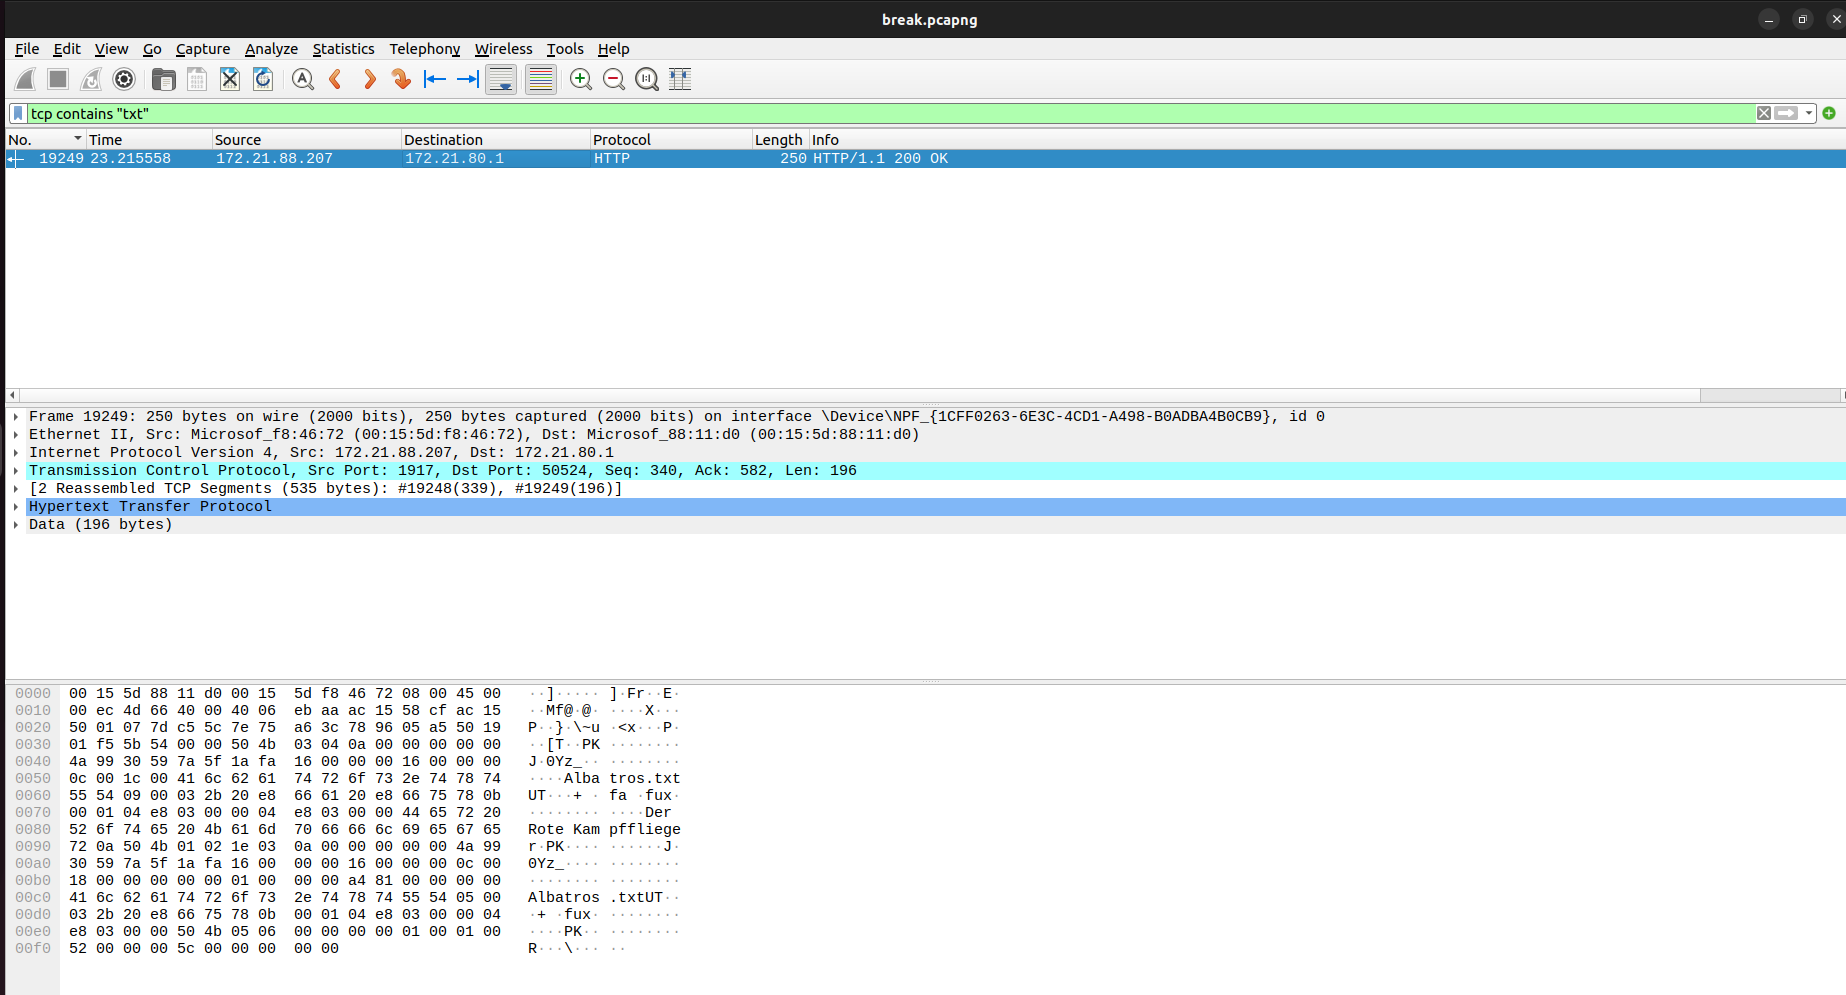 break.pcapng
File Edit View Go Capture Analyze Statistics Telephony Wireless Tools Help
tcp contains "txt"
No. Time Source Destination Protocol Length Info
19249 23.215558 172.21.88.207 172.21.80.1 HTTP 250 HTTP/1.1 200 OK
Frame 19249: 250 bytes on wire (2000 bits), 250 bytes captured (2000 bits) on interface \Device\NPF_{1CFF0263-6E3C-4CD1-A498-B0ADBA4B0CB9}, id 0
Ethernet II, Src: Microsof_f8:46:72 (00:15:5d:f8:46:72), Dst: Microsof_88:11:d0 (00:15:5d:88:11:d0)
Internet Protocol Version 4, Src: 172.21.88.207, Dst: 172.21.80.1
Transmission Control Protocol, Src Port: 1917, Dst Port: 50524, Seq: 340, Ack: 582, Len: 196
[2 Reassembled TCP Segments (535 bytes): #19248(339), #19249(196)]
Hypertext Transfer Protocol
Data (196 bytes)
0000 00 15 5d 88 11 d0 00 15 5d f8 46 72 08 00 45 00 ··]····· ]·Fr··E·
0010 00 ec 4d 66 40 00 40 06 eb aa ac 15 58 cf ac 15 ··Mf@·@· ····X···
0020 50 01 07 7d c5 5c 7e 75 a6 3c 78 96 05 a5 50 19 P··}·\~u ·<x···P·
0030 01 f5 5b 54 00 00 50 4b 03 04 0a 00 00 00 00 00 ··[T··PK ········
0040 4a 99 30 59 7a 5f 1a fa 16 00 00 00 16 00 00 00 J·0Yz_·· ········
0050 0c 00 1c 00 41 6c 62 61 74 72 6f 73 2e 74 78 74 ····Alba tros.txt
0060 55 54 09 00 03 2b 20 e8 66 61 20 e8 66 75 78 0b UT···+ · fa ·fux·
0070 00 01 04 e8 03 00 00 04 e8 03 00 00 44 65 72 20 ········ ····Der
0080 52 6f 74 65 20 4b 61 6d 70 66 66 6c 69 65 67 65 Rote Kam pffliege
0090 72 0a 50 4b 01 02 1e 03 0a 00 00 00 00 00 4a 99 r·PK···· ······J·
00a0 30 59 7a 5f 1a fa 16 00 00 00 16 00 00 00 0c 00 0Yz_···· ········
00b0 18 00 00 00 00 00 01 00 00 00 a4 81 00 00 00 00 ········ ········
00c0 41 6c 62 61 74 72 6f 73 2e 74 78 74 55 54 05 00 Albatros .txtUT··
00d0 03 2b 20 e8 66 75 78 0b 00 01 04 e8 03 00 00 04 ·+ ·fux· ········
00e0 e8 03 00 00 50 4b 05 06 00 00 00 00 01 00 01 00 ····PK·· ········
00f0 52 00 00 00 5c 00 00 00 00 00 R···\··· ··